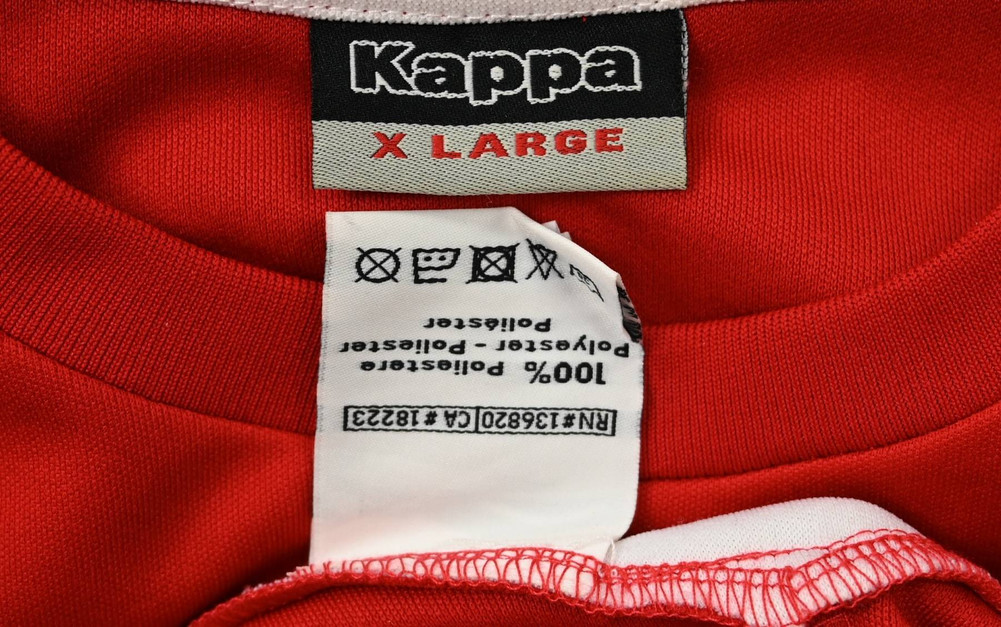 Kappa
X LARGE
RN#136820 CA#18223
100% Poliestere
Polyester - Poliester
Poliéster